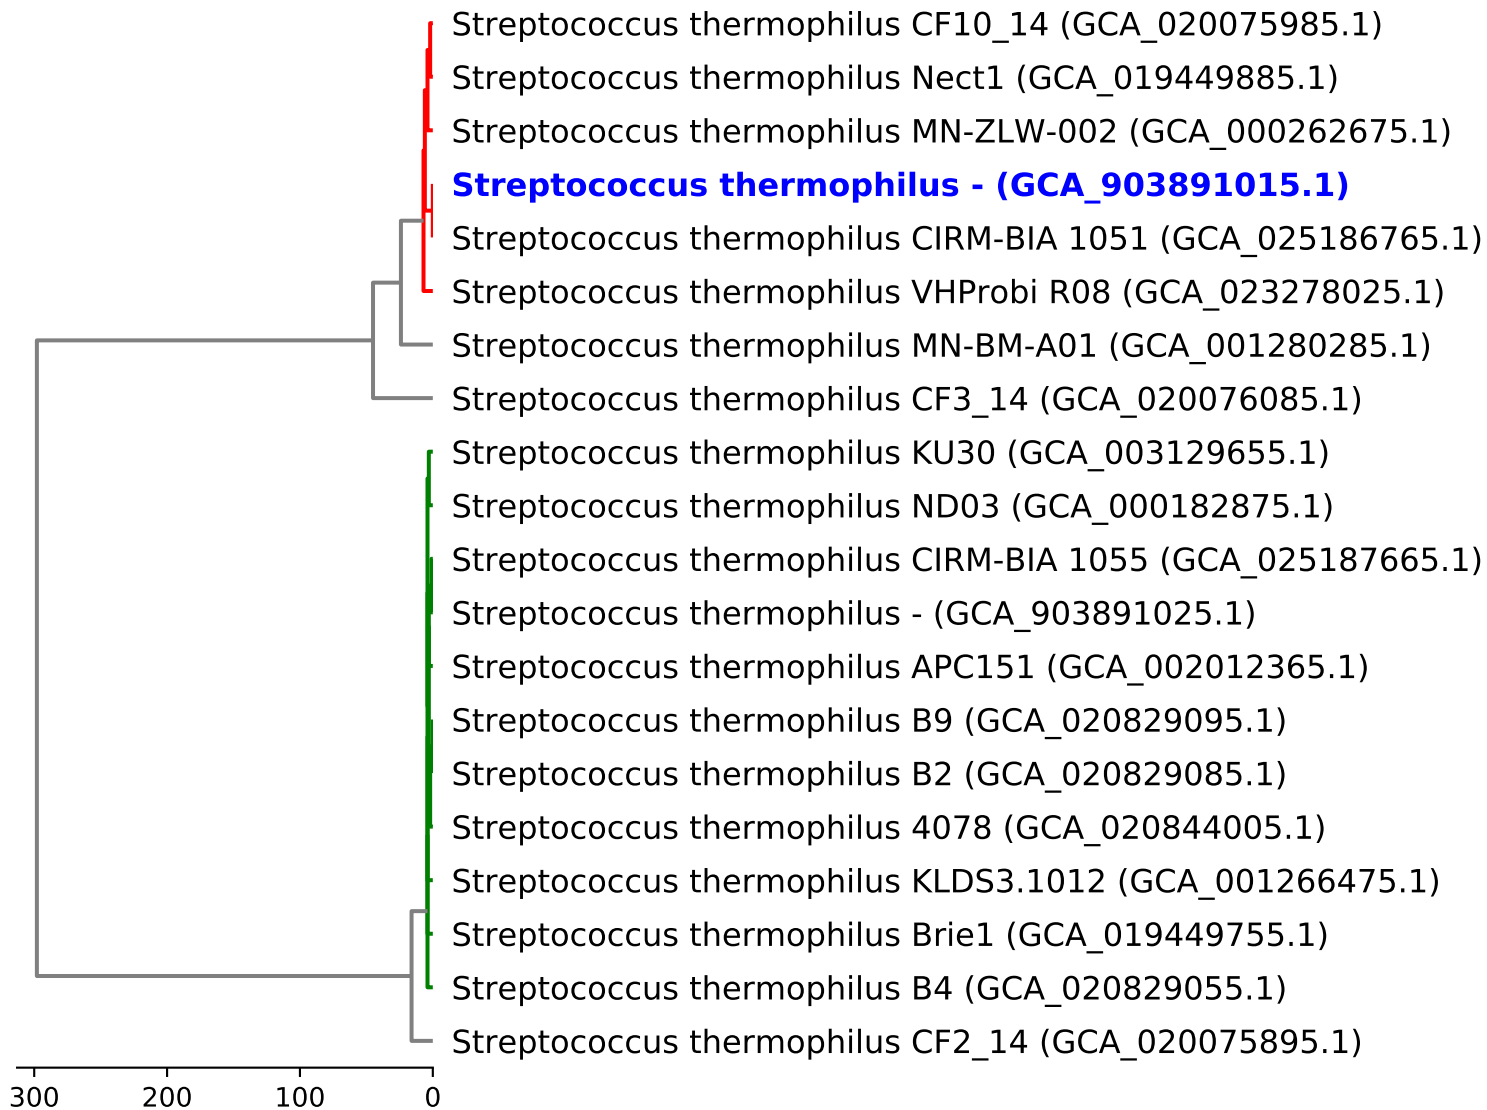 Streptococcus thermophilus CF10_14 (GCA_020075985.1)
Streptococcus thermophilus Nect1 (GCA_019449885.1)
Streptococcus thermophilus MN-ZLW-002 (GCA_000262675.1)
Streptococcus thermophilus - (GCA_903891015.1)
Streptococcus thermophilus CIRM-BIA 1051 (GCA_025186765.1)
Streptococcus thermophilus VHProbi R08 (GCA_023278025.1)
Streptococcus thermophilus MN-BM-A01 (GCA_001280285.1)
Streptococcus thermophilus CF3_14 (GCA_020076085.1)
Streptococcus thermophilus KU30 (GCA_003129655.1)
Streptococcus thermophilus ND03 (GCA_000182875.1)
Streptococcus thermophilus CIRM-BIA 1055 (GCA_025187665.1)
Streptococcus thermophilus - (GCA_903891025.1)
Streptococcus thermophilus APC151 (GCA_002012365.1)
Streptococcus thermophilus B9 (GCA_020829095.1)
Streptococcus thermophilus B2 (GCA_020829085.1)
Streptococcus thermophilus 4078 (GCA_020844005.1)
Streptococcus thermophilus KLDS3.1012 (GCA_001266475.1)
Streptococcus thermophilus Brie1 (GCA_019449755.1)
Streptococcus thermophilus B4 (GCA_020829055.1)
Streptococcus thermophilus CF2_14 (GCA_020075895.1)
300 200 100 0